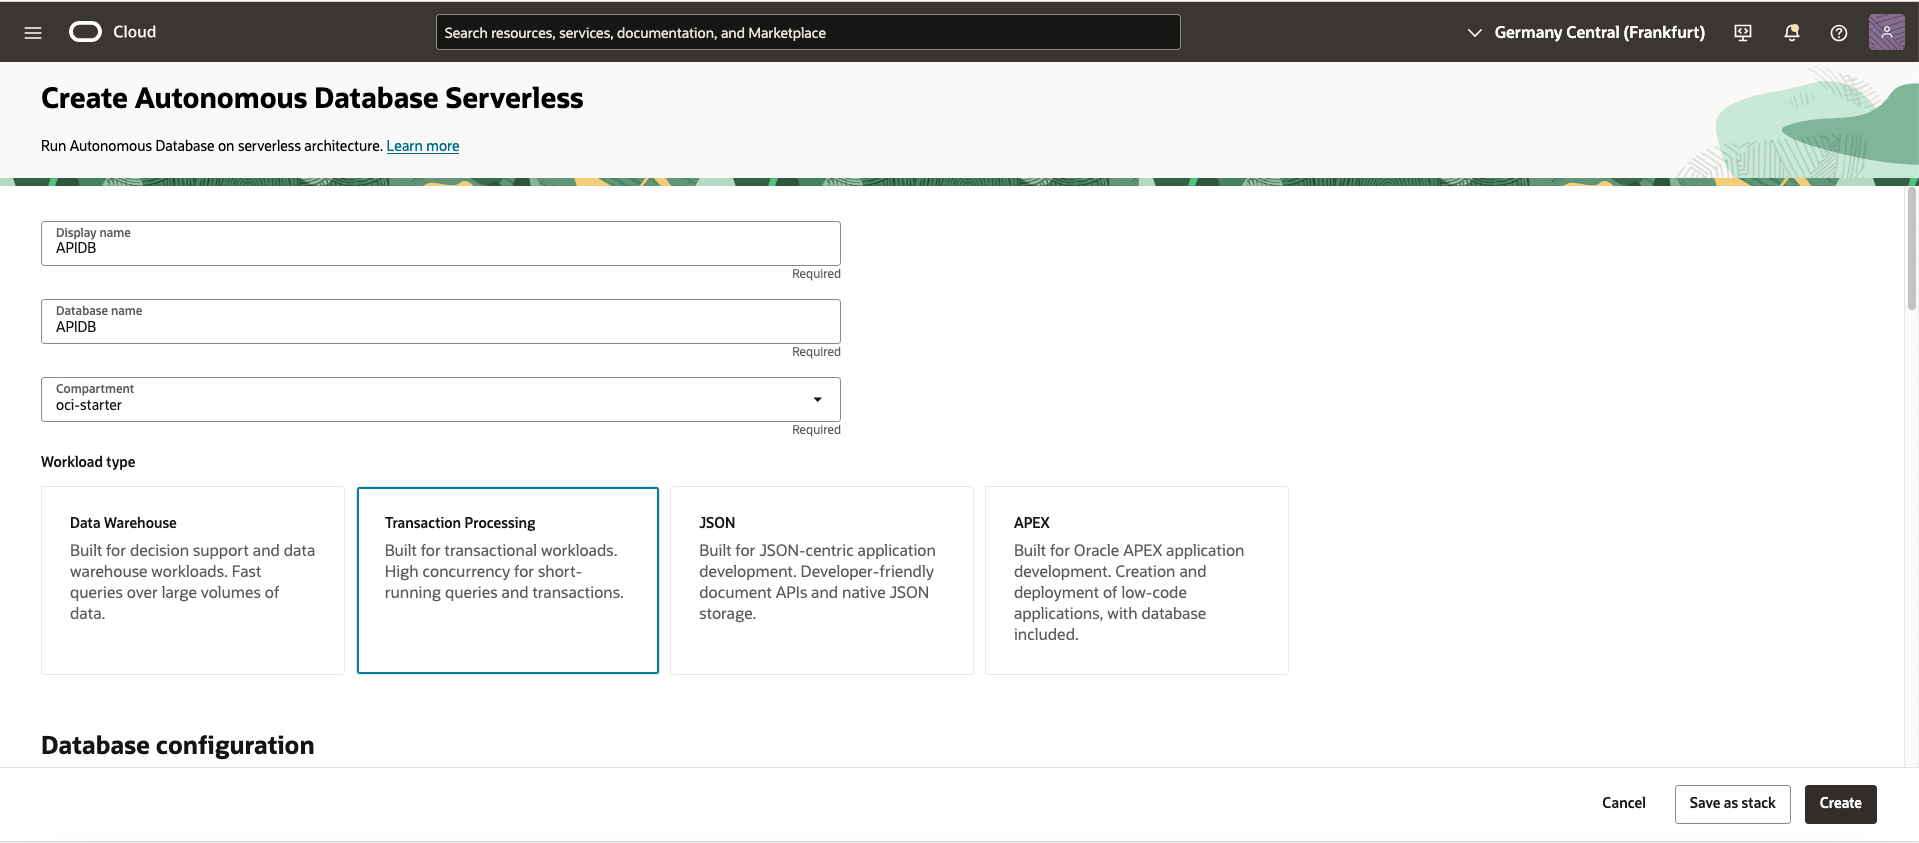 Cloud
Search resources, services, documentation, and Marketplace
Germany Central (Frankfurt)
Create Autonomous Database Serverless
Run Autonomous Database on serverless architecture. Learn more
Display name
APIDB
Required
Database name
APIDB
Required
Compartment
oci-starter
Required
Workload type
Data Warehouse
Built for decision support and data
warehouse workloads. Fast
queries over large volumes of
data.
Transaction Processing
Built for transactional workloads.
High concurrency for short-
running queries and transactions.
JSON
Built for JSON-centric application
development. Developer-friendly
document APIs and native JSON
storage.
APEX
Built for Oracle APEX application
development. Creation and
deployment of low-code
applications, with database
included.
Database configuration
Cancel
Save as stack
Create